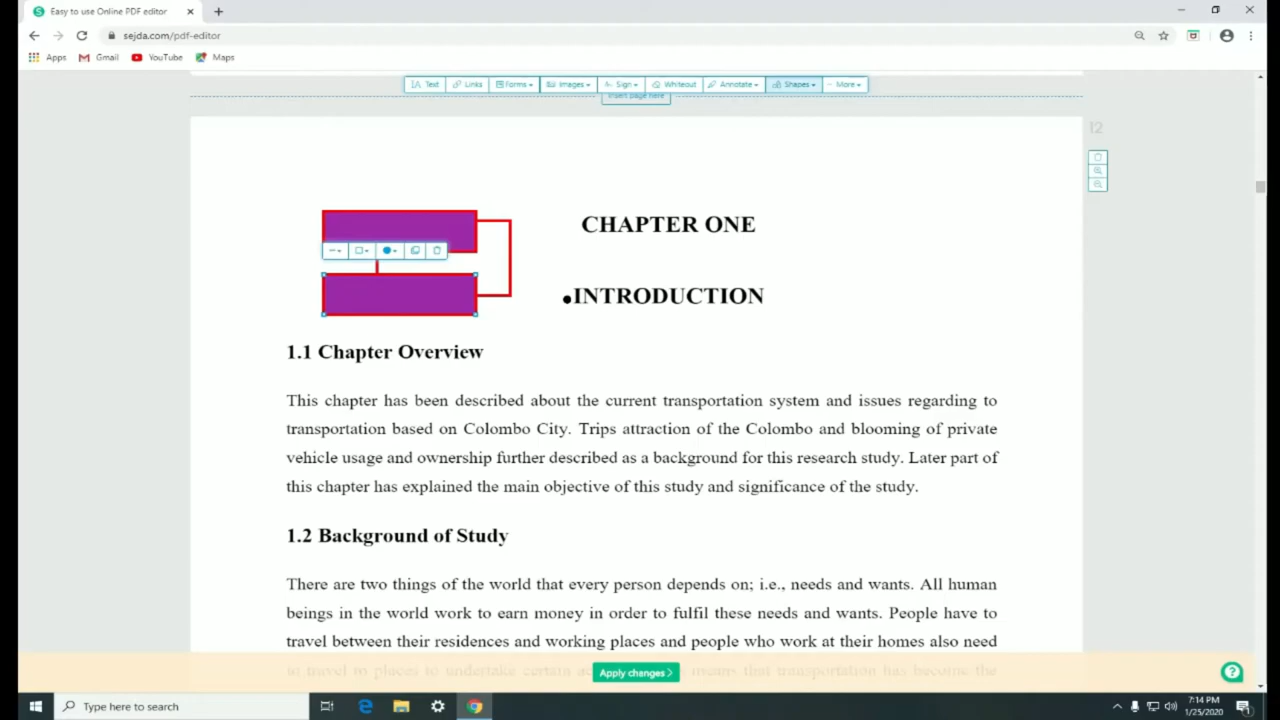 Easy to use Online PDF editor
sejda.com/pdf-editor
Apps Gmail YouTube Maps
Text Links Forms Images Sign Whiteout Annotate Shapes More
Insert page here
12
CHAPTER ONE
INTRODUCTION
1.1 Chapter Overview
This chapter has been described about the current transportation system and issues regarding to
transportation based on Colombo City. Trips attraction of the Colombo and blooming of private
vehicle usage and ownership further described as a background for this research study. Later part of
this chapter has explained the main objective of this study and significance of the study.
1.2 Background of Study
There are two things of the world that every person depends on; i.e., needs and wants. All human
beings in the world work to earn money in order to fulfil these needs and wants. People have to
travel between their residences and working places and people who work at their homes also need
to travel to places to undertake certain means that transportation has become the
Apply changes
Type here to search
7:14 PM
1/25/2020